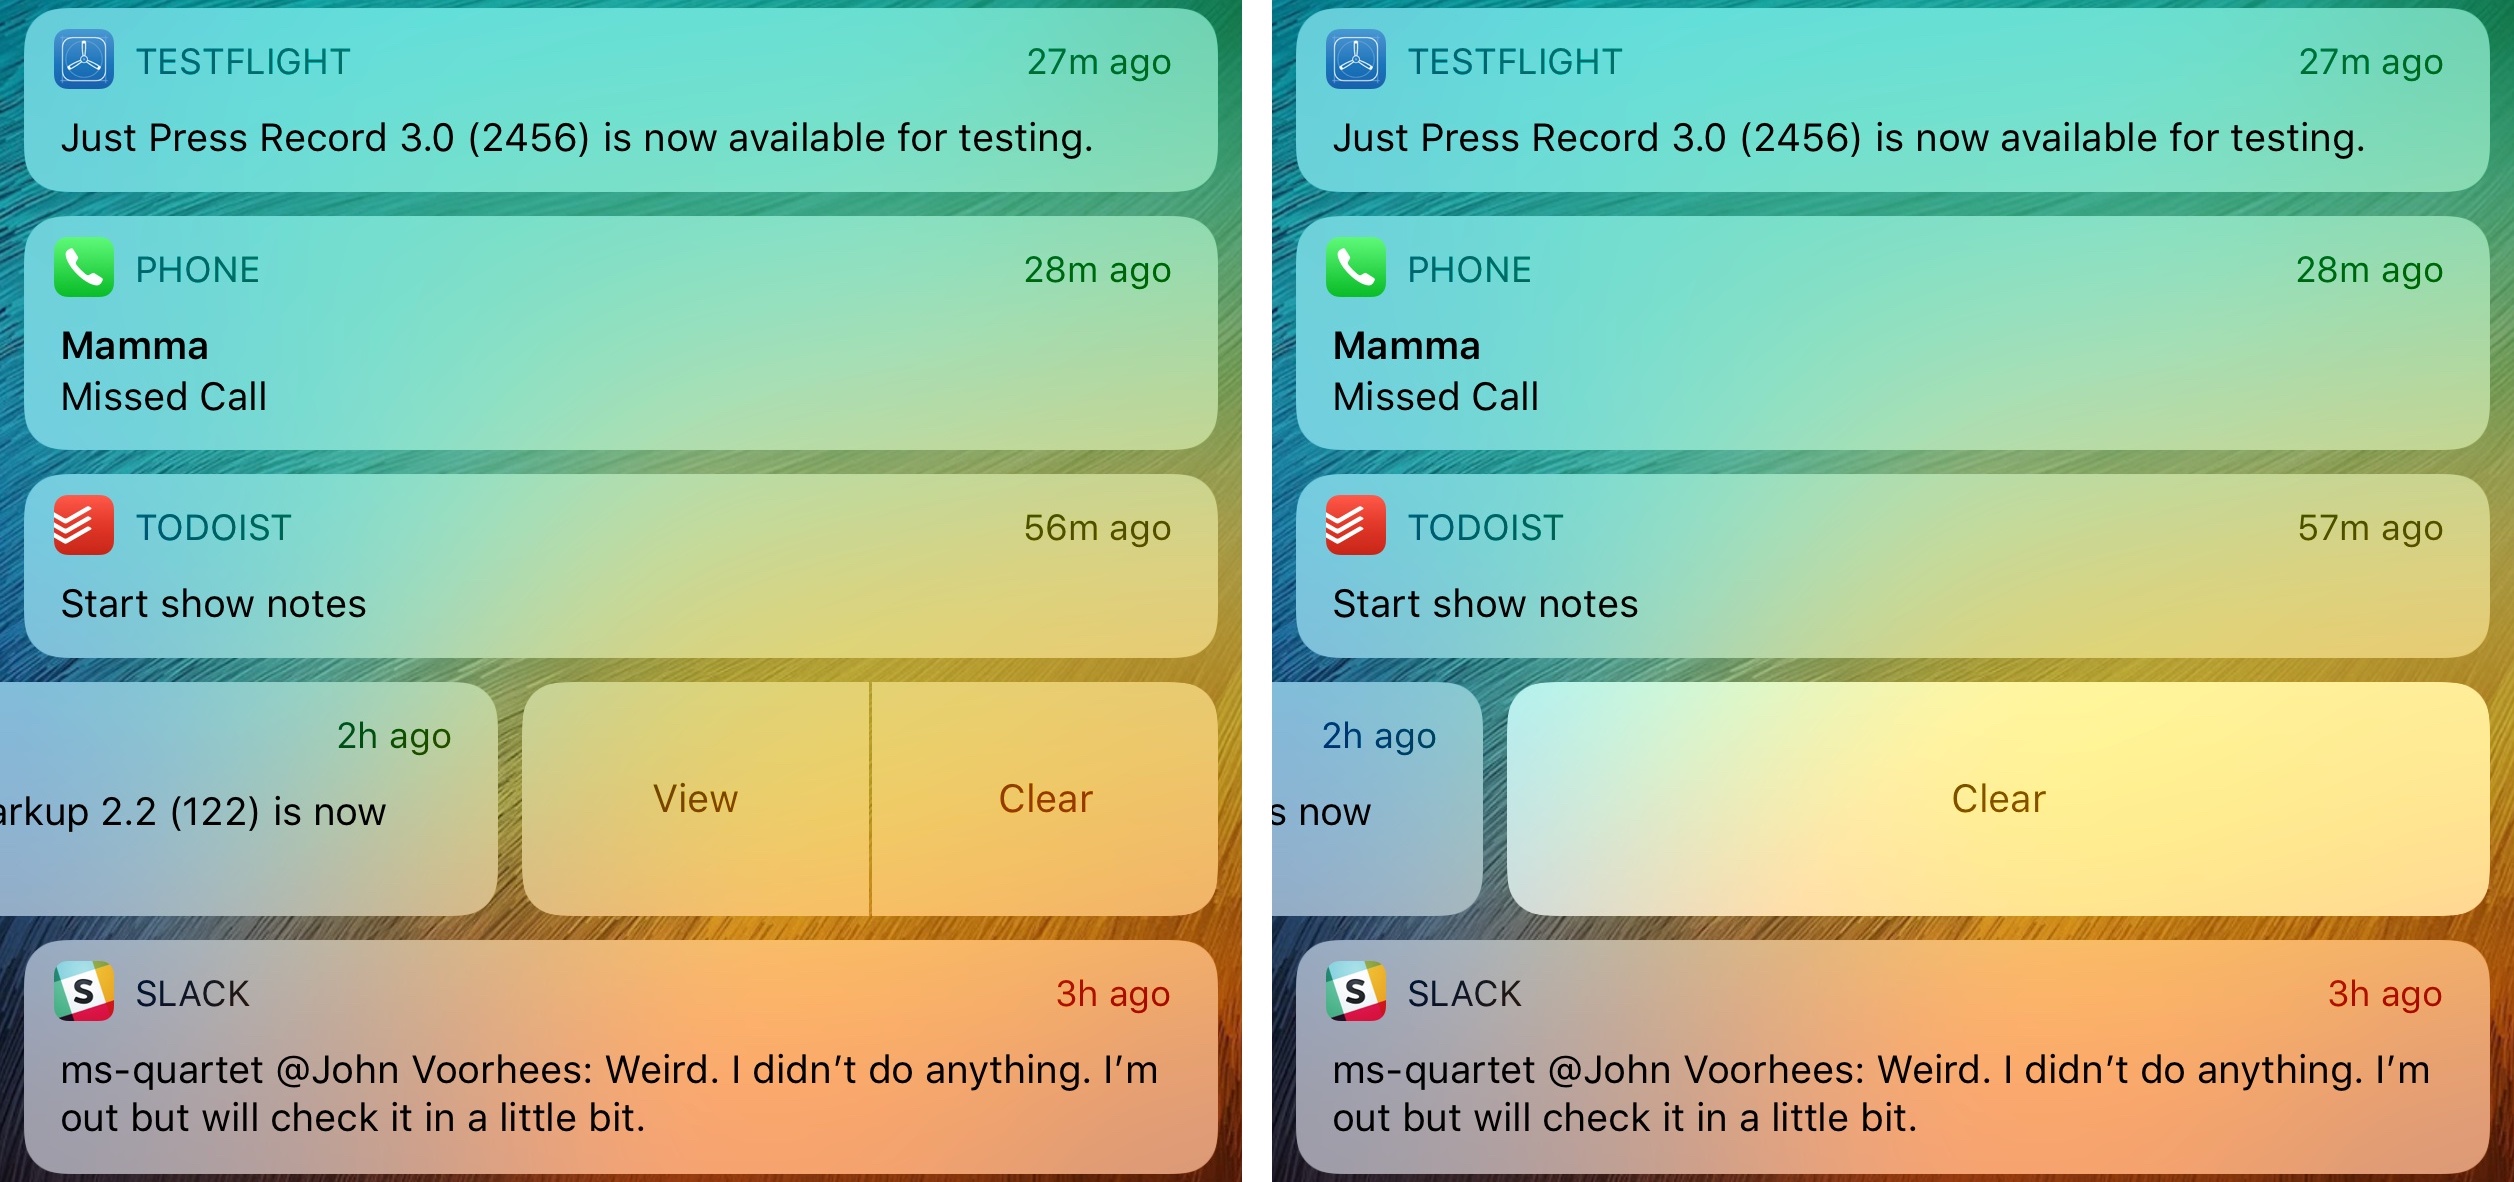 TESTFLIGHT
27m ago
Just Press Record 3.0 (2456) is now available for testing.
PHONE
28m ago
Mamma
Missed Call
TODOIST
56m ago
Start show notes
2h ago
arkup 2.2 (122) is now
View
Clear
S
SLACK
3h ago
ms-quartet @John Voorhees: Weird. I didn’t do anything. I’m
out but will check it in a little bit.
TESTFLIGHT
27m ago
Just Press Record 3.0 (2456) is now available for testing.
PHONE
28m ago
Mamma
Missed Call
TODOIST
57m ago
Start show notes
2h ago
s now
Clear
S
SLACK
3h ago
ms-quartet @John Voorhees: Weird. I didn’t do anything. I’m
out but will check it in a little bit.